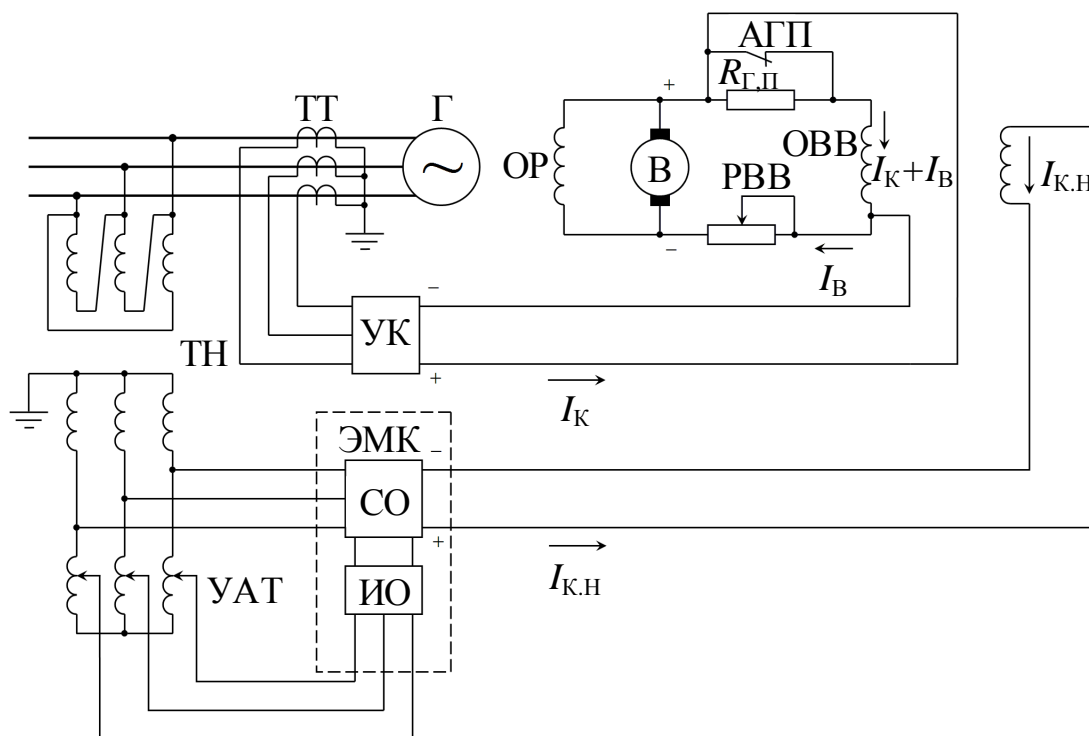 АГП
+
R Г,П
ТТ
Г
~
ОР
В
ОВВ
РВВ
I К+I В
I К.Н
–
I В
–
УК
ТН
+
I К
ЭМК
–
СО
+
УАТ
ИО
I К.Н